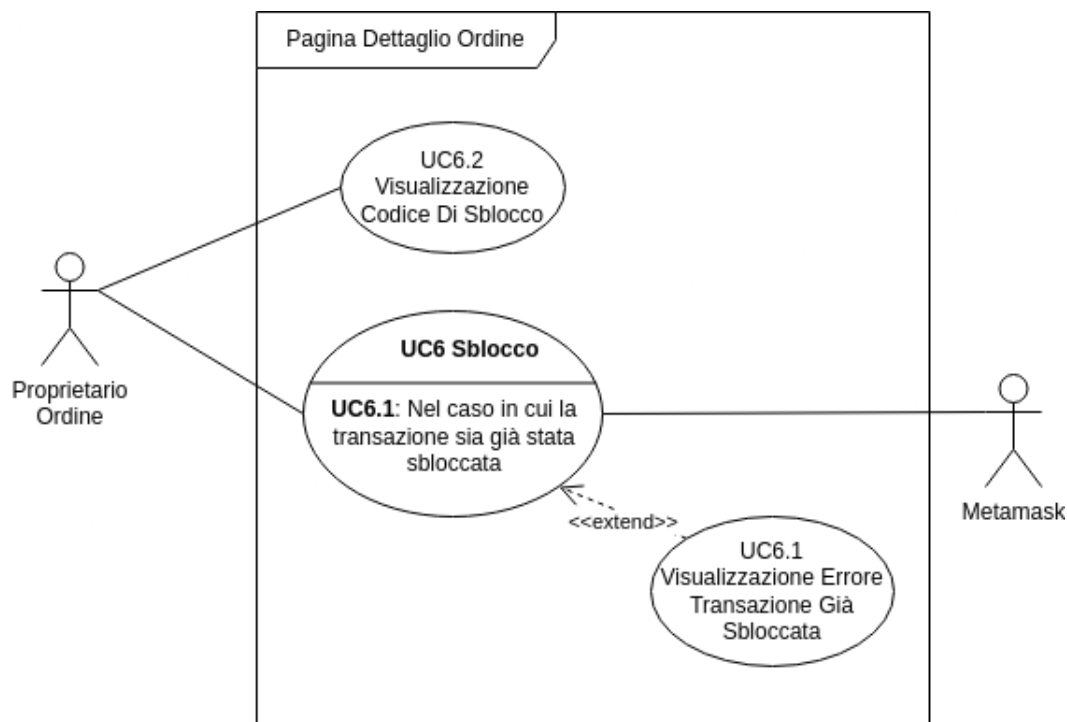 Pagina Dettaglio Ordine
UC6.2
Visualizzazione
Codice Di Sblocco
Proprietario
Ordine
UC6 Sblocco
UC6.1: Nel caso in cui la
transazione sia già stata
sbloccata
Metamask
<<extend>>
UC6.1
Visualizzazione Errore
Transazione Già
Sbloccata